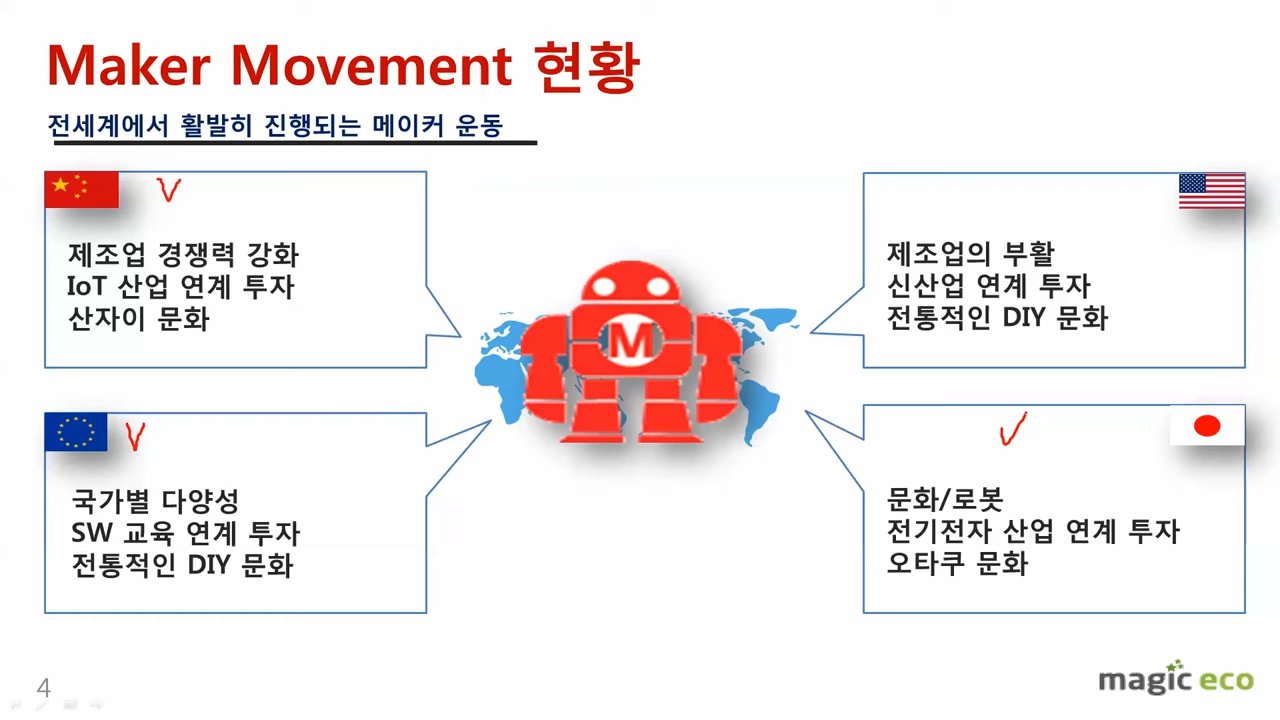 Maker Movement 현황
전세계에서 활발히 진행되는 메이커 운동
제조업 경쟁력 강화
IoT 산업 연계 투자
산자이 문화
제조업의 부활
신산업 연계 투자
전통적인 DIY 문화
M
국가별 다양성
SW 교육 연계 투자
전통적인 DIY 문화
문화/로봇
전기전자 산업 연계 투자
오타쿠 문화
4
magic eco